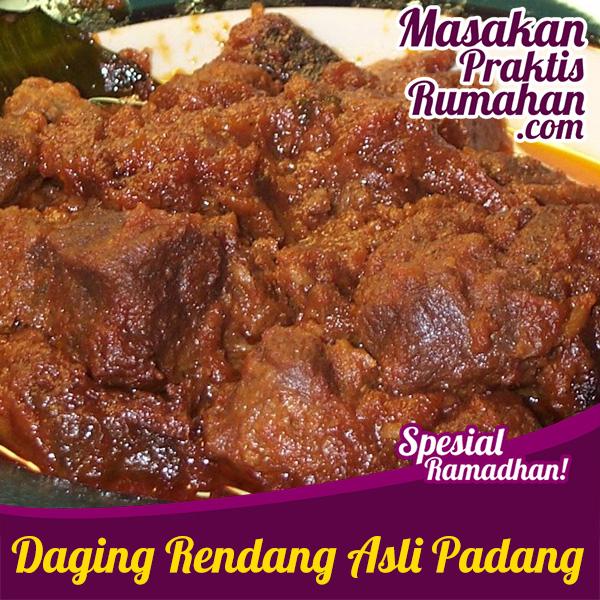 Masakan
Praktis
Rumahan
.com
Spesial
Ramadhan!
Daging Rendang Asli Padang